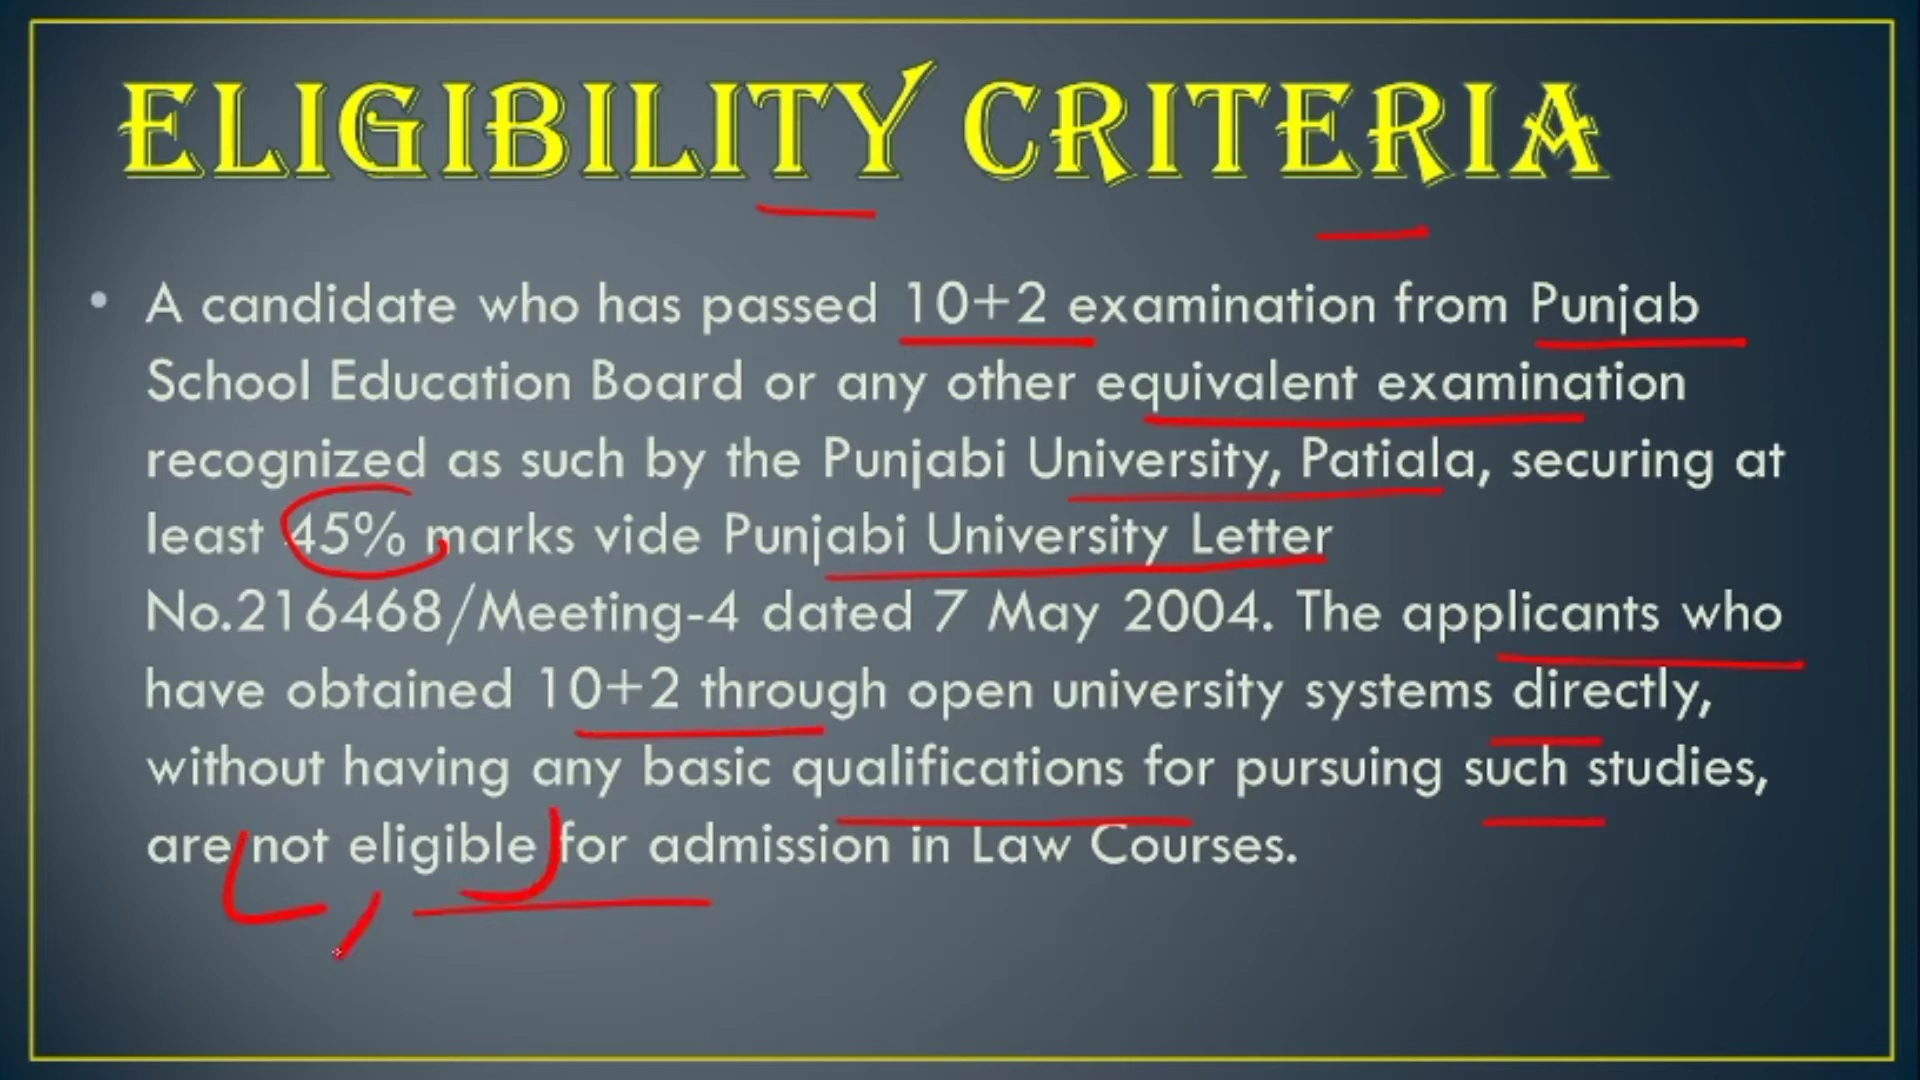 ELIGIBILITY CRITERIA
• A candidate who has passed 10+2 examination from Punjab
School Education Board or any other equivalent examination
recognized as such by the Punjabi University, Patiala, securing at
least 45% marks vide Punjabi University Letter
No.216468/Meeting-4 dated 7 May 2004. The applicants who
have obtained 10+2 through open university systems directly,
without having any basic qualifications for pursuing such studies,
are not eligible for admission in Law Courses.